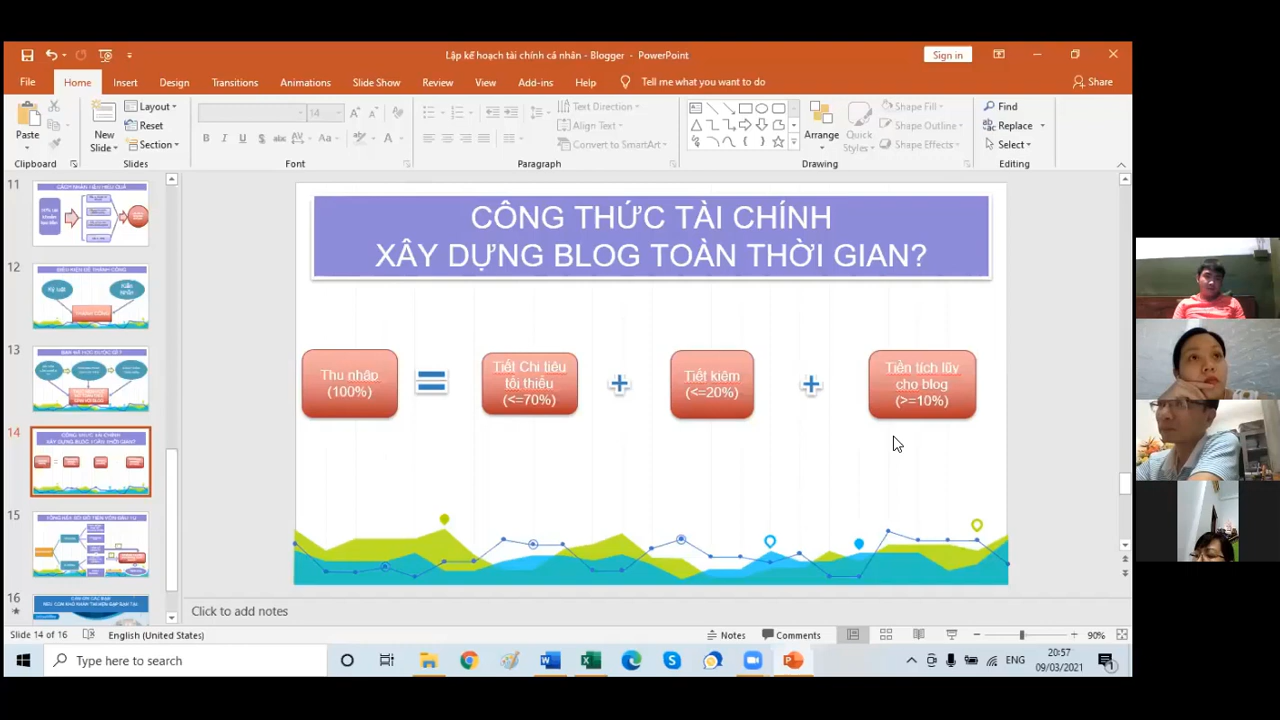 Lập kế hoạch tài chính cá nhân - Blogger - PowerPoint
Sign in
File
Home
Insert
Design
Transitions
Animations
Slide Show
Review
View
Add-ins
Help
Tell me what you want to do
Share
Paste
Clipboard
New
Slide
Layout
Reset
Section
Slides
14
B I U S abc AV Aa A
Font
Text Direction
Align Text
Convert to SmartArt
Paragraph
Arrange
Quick
Styles
Shape Fill
Shape Outline
Shape Effects
Drawing
Find
Replace
Select
Editing
11
12
13
14
15
16
CÔNG THỨC TÀI CHÍNH
XÂY DỰNG BLOG TOÀN THỜI GIAN?
Thu nhập
(100%)
Tiết Chi tiêu
tối thiểu
(<=70%)
Tiết kiệm
(<=20%)
Tiền tích lũy
cho blog
(>=10%)
Click to add notes
Slide 14 of 16
English (United States)
Notes
Comments
90%
Type here to search
ENG
20:57
09/03/2021